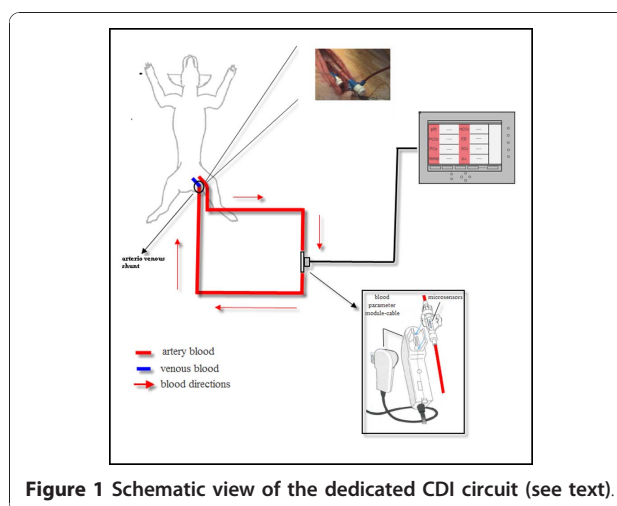 arterio venous
shunt
blood
parameter
module-cable
microsensors
artery blood
venous blood
blood directions
Figure 1 Schematic view of the dedicated CDI circuit (see text).